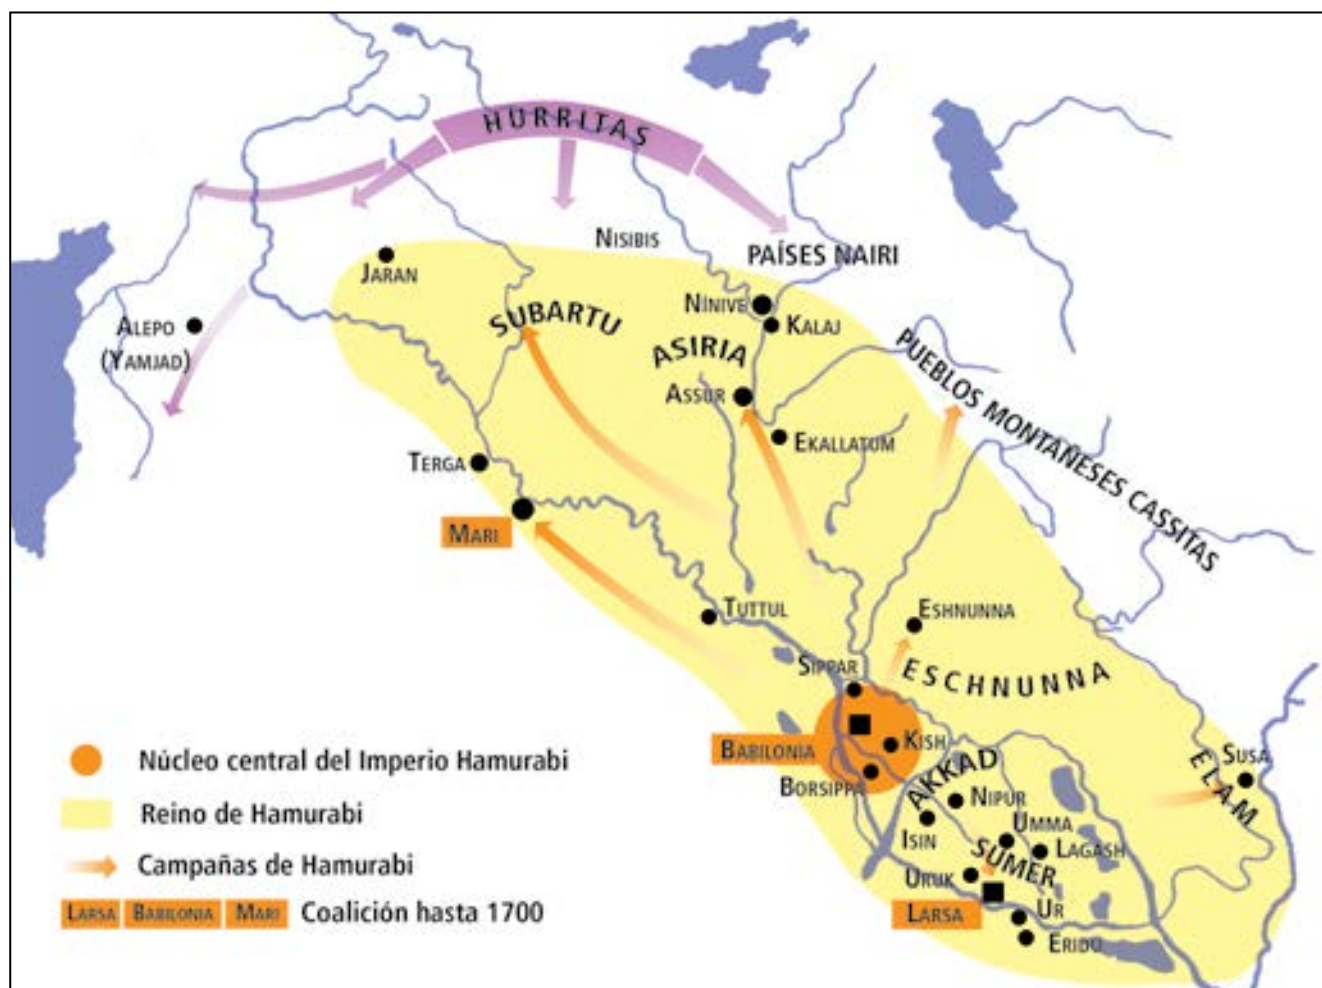 HURRITAS
NISIBIS
PAÍSES NAIRI
JARAN
NÍNIVE
KALAJ
SUBARTU
ALEPO
(YAMJAD)
ASIRIA
PUEBLOS MONTAÑESES CASSITAS
ASSUR
EKALLATUM
TERGA
MARI
TUTTUL
ESHNUNNA
SIPPAR
ESCHNUNNA
BABILONIA
KISH
SUSA
ELAM
AKKAD
BORSIPPA
NIPUR
ISIN
UMMA
LAGASH
SUMER
URUK
LARSA
UR
ERIDU
Núcleo central del Imperio Hamurabi
Reino de Hamurabi
Campañas de Hamurabi
LARSA BABILONIA MARI Coalición hasta 1700